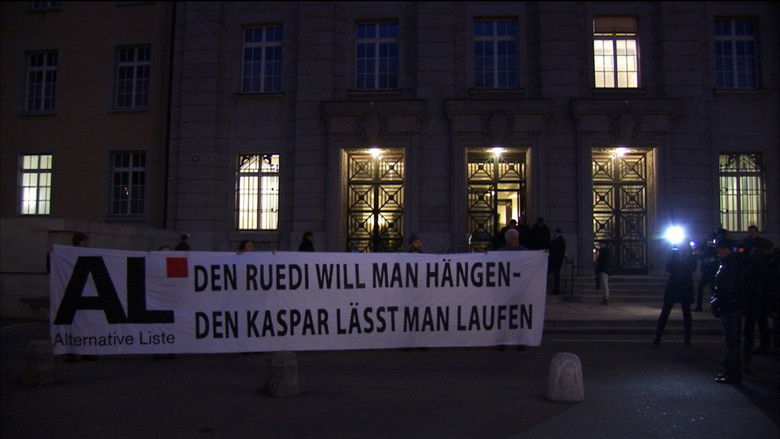 AL
Alternative Liste
DEN RUEDI WILL MAN HÄNGEN-
DEN KASPAR LÄSST MAN LAUFEN